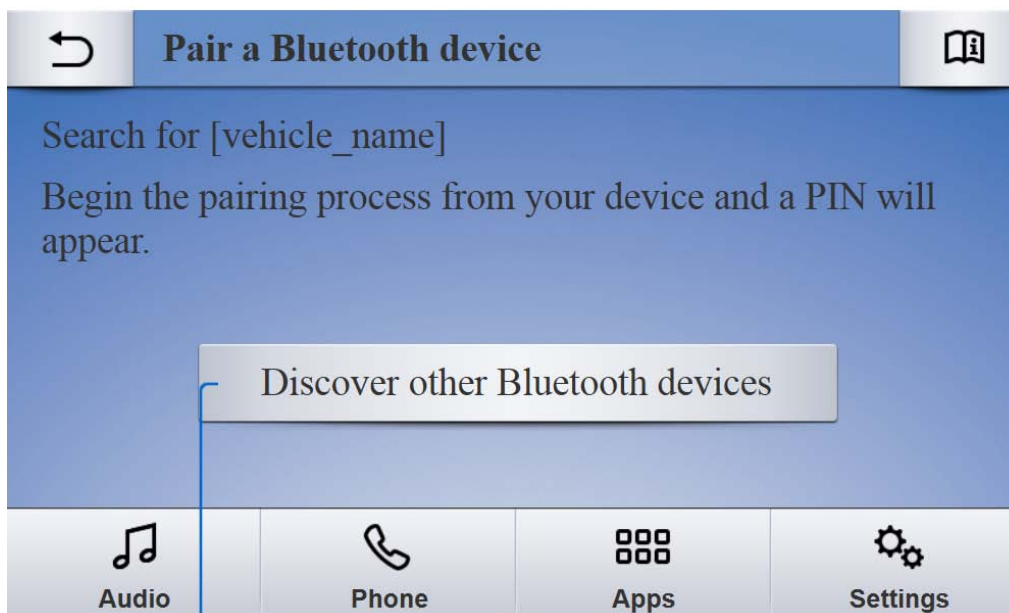 Pair a Bluetooth device
Search for [vehicle_name]
Begin the pairing process from your device and a PIN will
appear.
Discover other Bluetooth devices
Audio
Phone
Apps
Settings